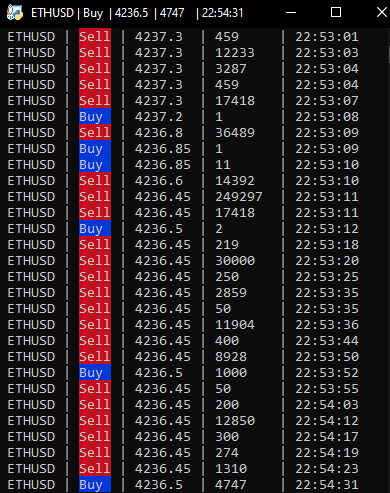 ETHUSD | Buy | 4236.5 | 4747 | 22:54:31
ETHUSD | Sell | 4237.3 | 459 | 22:53:01
ETHUSD | Sell | 4237.3 | 12233 | 22:53:03
ETHUSD | Sell | 4237.3 | 3287 | 22:53:04
ETHUSD | Sell | 4237.3 | 459 | 22:53:04
ETHUSD | Sell | 4237.3 | 17418 | 22:53:07
ETHUSD | Buy | 4237.2 | 1 | 22:53:08
ETHUSD | Sell | 4236.8 | 36489 | 22:53:09
ETHUSD | Buy | 4236.85 | 1 | 22:53:09
ETHUSD | Buy | 4236.85 | 11 | 22:53:10
ETHUSD | Sell | 4236.6 | 14392 | 22:53:10
ETHUSD | Sell | 4236.45 | 249297 | 22:53:11
ETHUSD | Sell | 4236.45 | 17418 | 22:53:11
ETHUSD | Buy | 4236.5 | 2 | 22:53:12
ETHUSD | Sell | 4236.45 | 219 | 22:53:18
ETHUSD | Sell | 4236.45 | 30000 | 22:53:20
ETHUSD | Sell | 4236.45 | 250 | 22:53:25
ETHUSD | Sell | 4236.45 | 2859 | 22:53:35
ETHUSD | Sell | 4236.45 | 50 | 22:53:35
ETHUSD | Sell | 4236.45 | 11904 | 22:53:36
ETHUSD | Sell | 4236.45 | 400 | 22:53:44
ETHUSD | Sell | 4236.45 | 8928 | 22:53:50
ETHUSD | Buy | 4236.5 | 1000 | 22:53:52
ETHUSD | Sell | 4236.45 | 50 | 22:53:55
ETHUSD | Sell | 4236.45 | 200 | 22:54:03
ETHUSD | Sell | 4236.45 | 12850 | 22:54:12
ETHUSD | Sell | 4236.45 | 300 | 22:54:17
ETHUSD | Sell | 4236.45 | 274 | 22:54:19
ETHUSD | Sell | 4236.45 | 1310 | 22:54:23
ETHUSD | Buy | 4236.5 | 4747 | 22:54:31